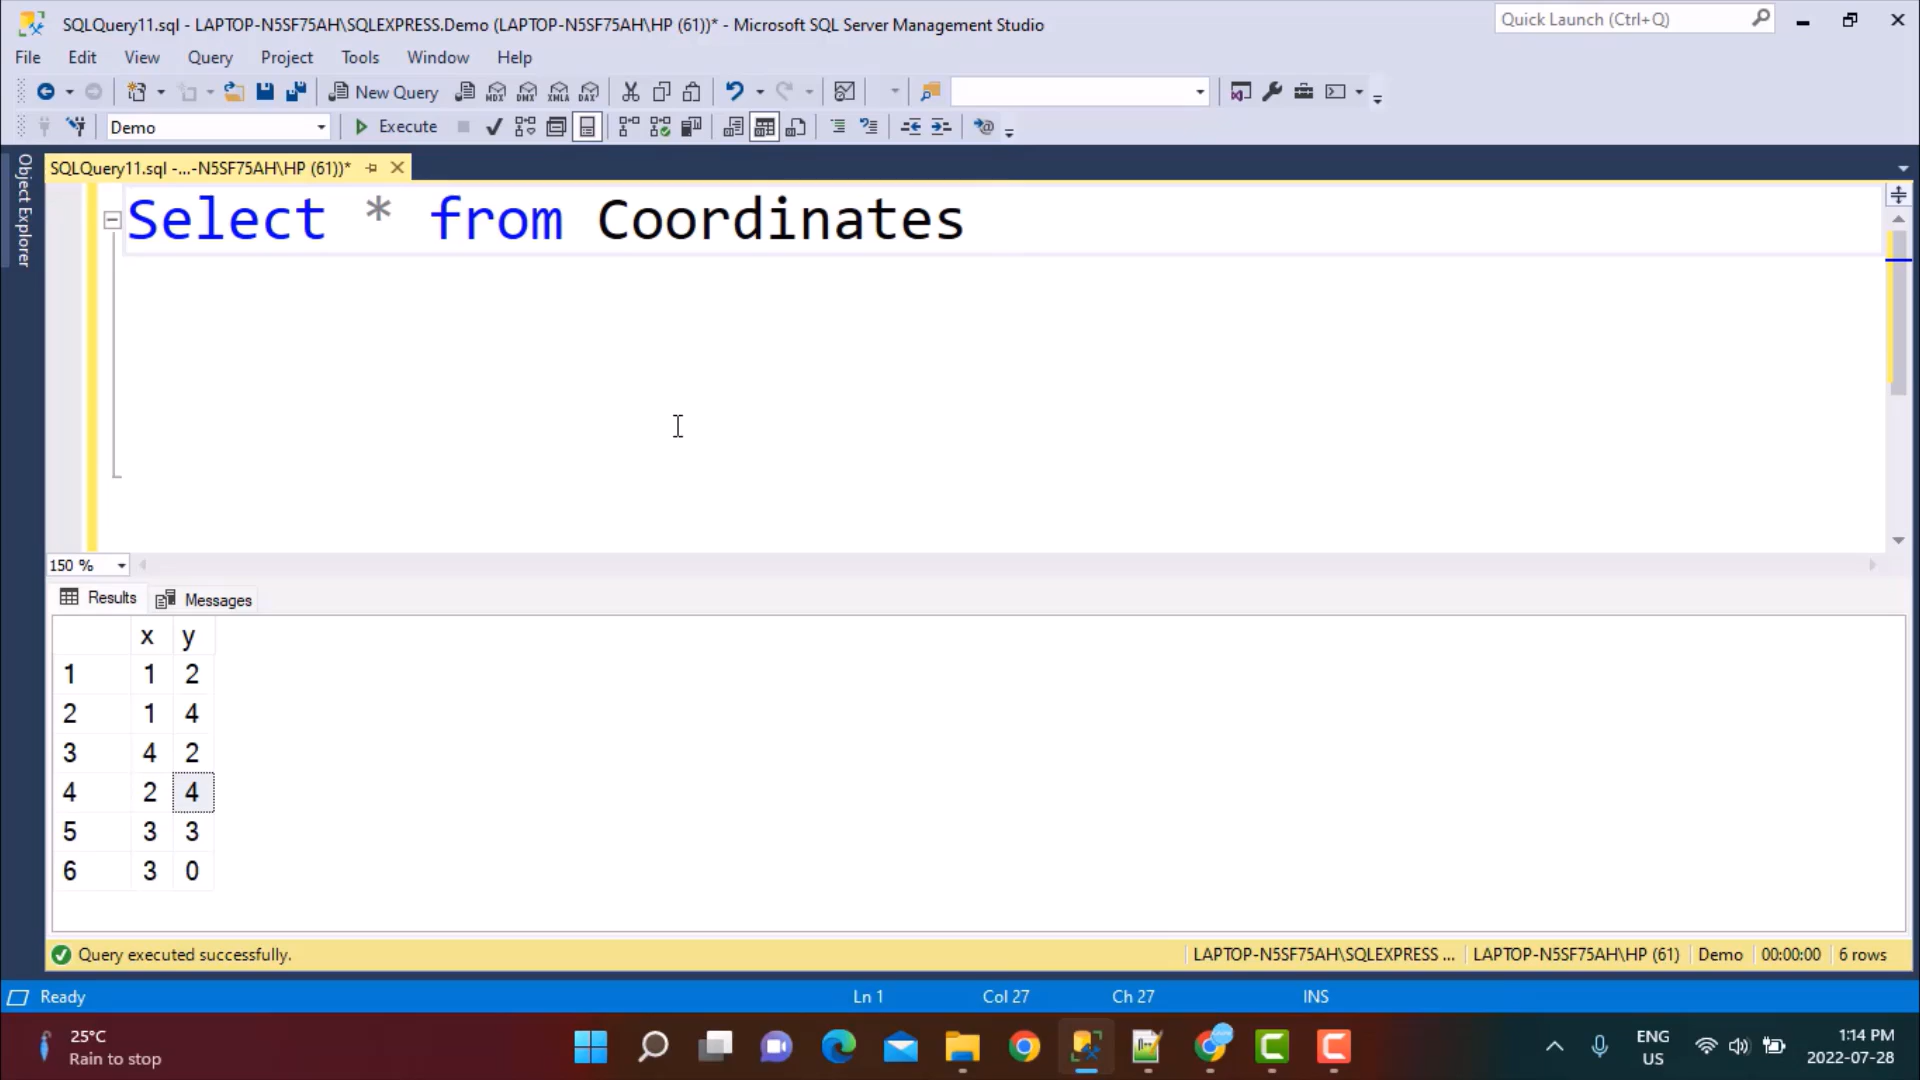 SQLQuery11.sql - LAPTOP-N5SF75AH\SQLEXPRESS.Demo (LAPTOP-N5SF75AH\HP (61))* - Microsoft SQL Server Management Studio
Quick Launch (Ctrl+Q)
File Edit View Query Project Tools Window Help
New Query MDX DMX XMLA DAX
Demo Execute
Object Explorer
SQLQuery11.sql -...-N5SF75AH\HP (61))*
Select * from Coordinates
150 %
Results Messages
x y
1 1 2
2 1 4
3 4 2
4 2 4
5 3 3
6 3 0
Query executed successfully. LAPTOP-N5SF75AH\SQLEXPRESS ... LAPTOP-N5SF75AH\HP (61) Demo 00:00:00 6 rows
Ready Ln 1 Col 27 Ch 27 INS
25°C
Rain to stop
ENG
US
1:14 PM
2022-07-28